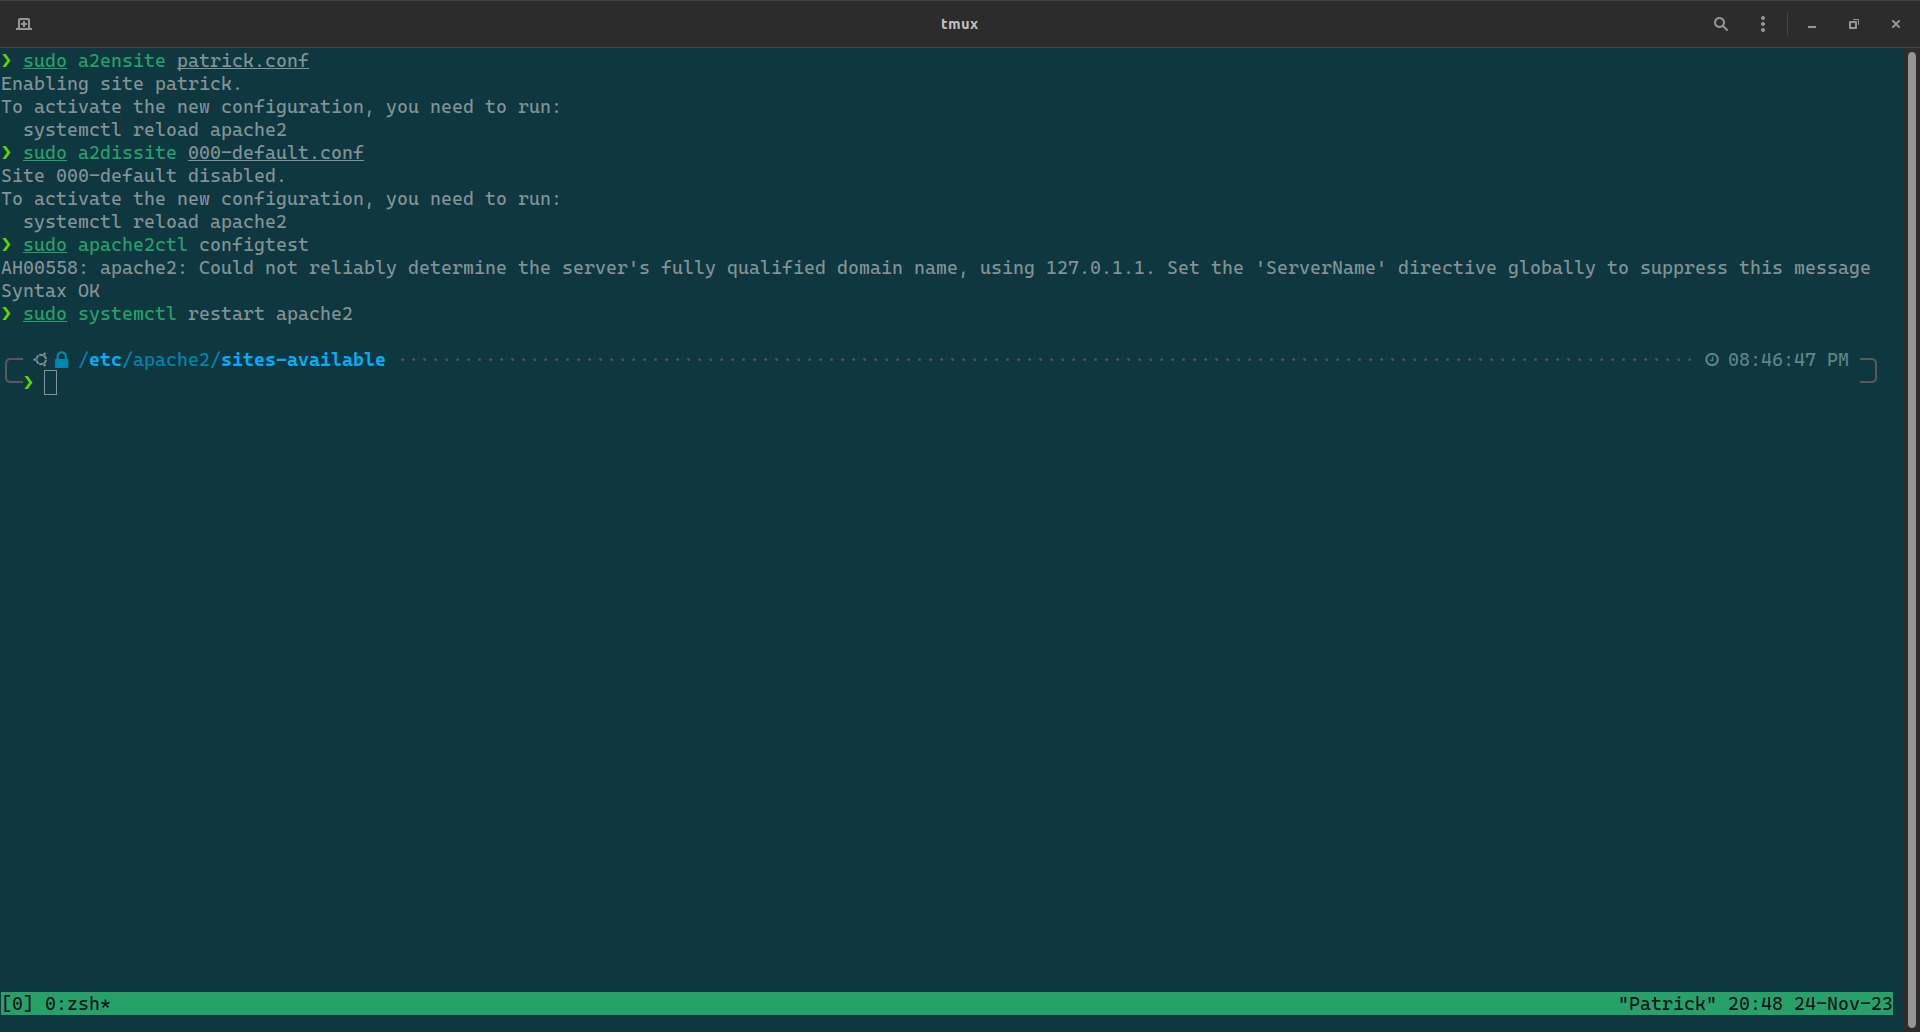 tmux
❯ sudo a2ensite patrick.conf
Enabling site patrick.
To activate the new configuration, you need to run:
  systemctl reload apache2
❯ sudo a2dissite 000-default.conf
Site 000-default disabled.
To activate the new configuration, you need to run:
  systemctl reload apache2
❯ sudo apache2ctl configtest
AH00558: apache2: Could not reliably determine the server's fully qualified domain name, using 127.0.1.1. Set the 'ServerName' directive globally to suppress this message
Syntax OK
❯ sudo systemctl restart apache2
/etc/apache2/sites-available 08:46:47 PM
❯
[0] 0:zsh* "Patrick" 20:48 24-Nov-23